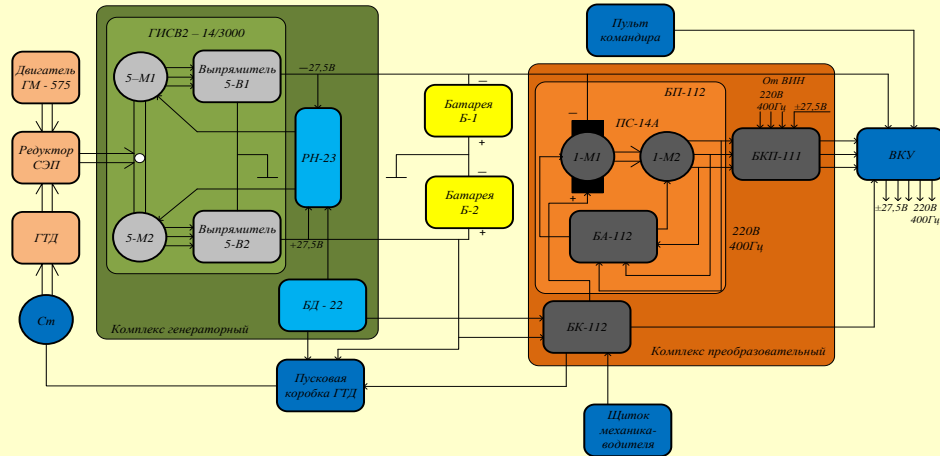 ГИСВ2 – 14/3000
Пульт
командира
Двигатель
ГМ - 575
5–М1
Выпрямитель
5-В1
−27,5В
Батарея
Б-1
БП-112
От ВИН
220В
400Гц
±27,5В
ПС-14А
Редуктор
СЭП
РН-23
1-М1
1-М2
БКП-111
ВКУ
Батарея
Б-2
±27,5В
220В
400Гц
ГТД
5-М2
Выпрямитель
5-В2
+27,5В
БА-112
220В
400Гц
Ст
БД - 22
БК-112
Комплекс генераторный
Комплекс преобразовательный
Пусковая
коробка ГТД
Щиток
механика-
водителя